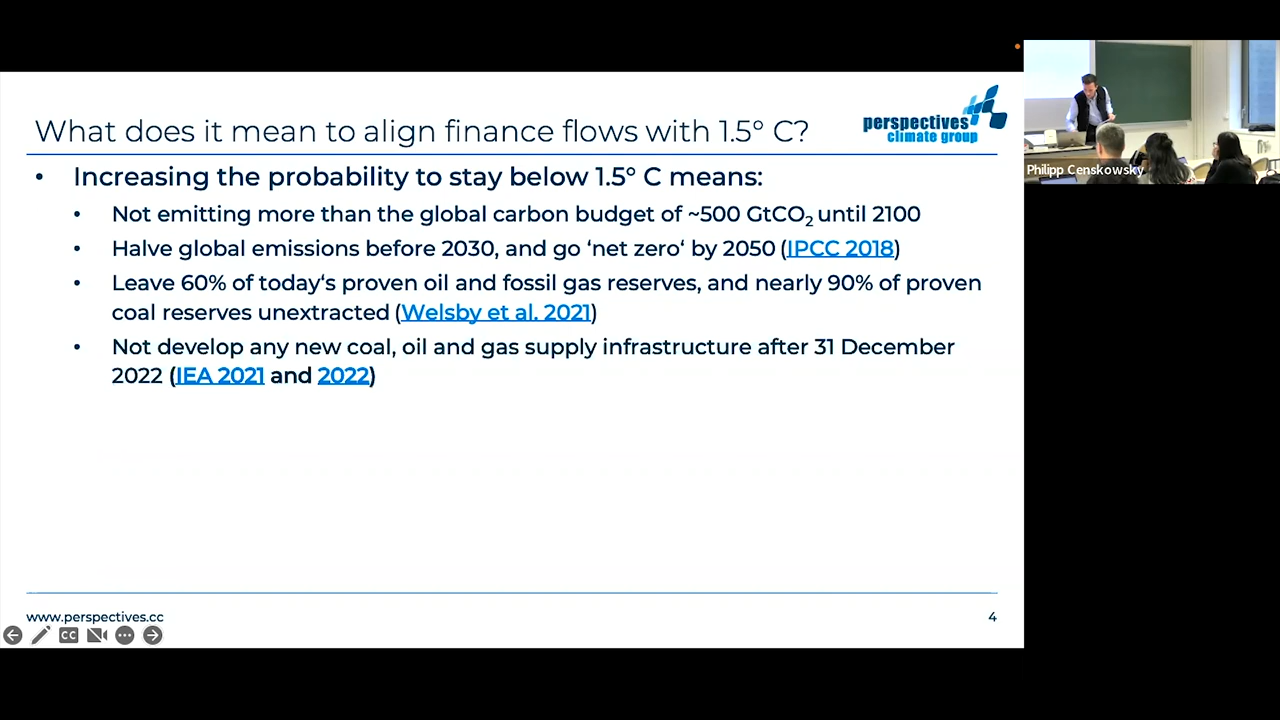 What does it mean to align finance flows with 1.5° C?
perspectives
climate group
• Increasing the probability to stay below 1.5° C means:
• Not emitting more than the global carbon budget of ~500 GtCO₂ until 2100
• Halve global emissions before 2030, and go ‘net zero‘ by 2050 (IPCC 2018)
• Leave 60% of today‘s proven oil and fossil gas reserves, and nearly 90% of proven
coal reserves unextracted (Welsby et al. 2021)
• Not develop any new coal, oil and gas supply infrastructure after 31 December
2022 (IEA 2021 and 2022)
www.perspectives.cc
4
CC
Philipp Censkowsky